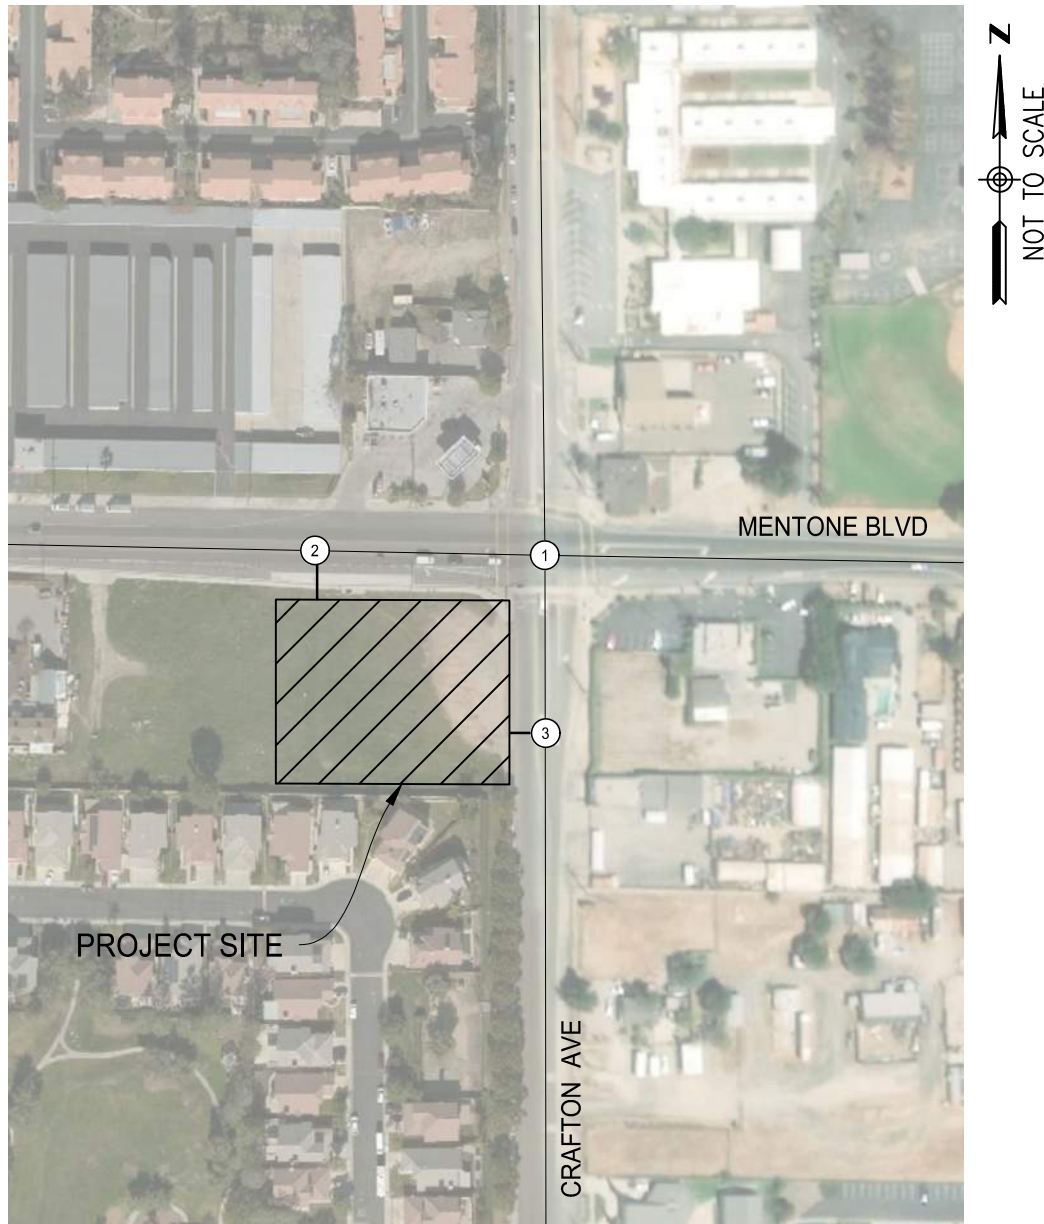 N
NOT TO SCALE
MENTONE BLVD
2
1
3
PROJECT SITE
CRAFTON AVE